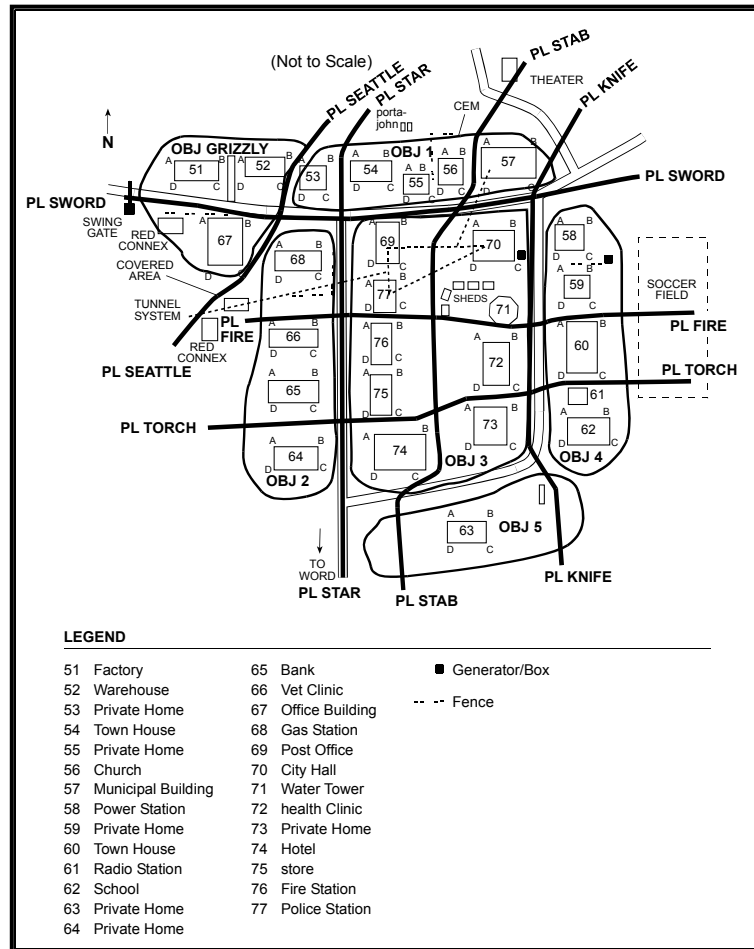 (Not to Scale)
PL STAB
PL SEATTLE
PL STAR
PL KNIFE
THEATER
porta-
john
CEM
N
OBJ GRIZZLY
OBJ 1
A B
51
D C
A B
52
D C
A B
53
D C
A B
54
D C
A B
55
D C
A B
56
D C
A B
57
D C
PL SWORD
PL SWORD
SWING
GATE
RED
CONNEX
A B
67
D C
COVERED
AREA
TUNNEL
SYSTEM
RED
CONNEX
PL SEATTLE
A B
68
D C
A B
69
D C
A B
70
D C
A B
58
D C
A B
59
D C
SOCCER
FIELD
A B
77
D C
SHEDS
71
PL
FIRE
PL FIRE
A B
66
D C
A B
76
D C
A B
72
D C
A B
60
D C
PL TORCH
A B
65
D C
A B
75
D C
61
PL TORCH
A B
64
D C
OBJ 2
A B
74
D C
A B
73
D C
OBJ 3
A B
62
D C
OBJ 4
A B
63
D C
OBJ 5
TO
WORD
PL STAR
PL STAB
PL KNIFE
LEGEND
51 Factory
52 Warehouse
53 Private Home
54 Town House
55 Private Home
56 Church
57 Municipal Building
58 Power Station
59 Private Home
60 Town House
61 Radio Station
62 School
63 Private Home
64 Private Home
65 Bank
66 Vet Clinic
67 Office Building
68 Gas Station
69 Post Office
70 City Hall
71 Water Tower
72 health Clinic
73 Private Home
74 Hotel
75 store
76 Fire Station
77 Police Station
Generator/Box
Fence